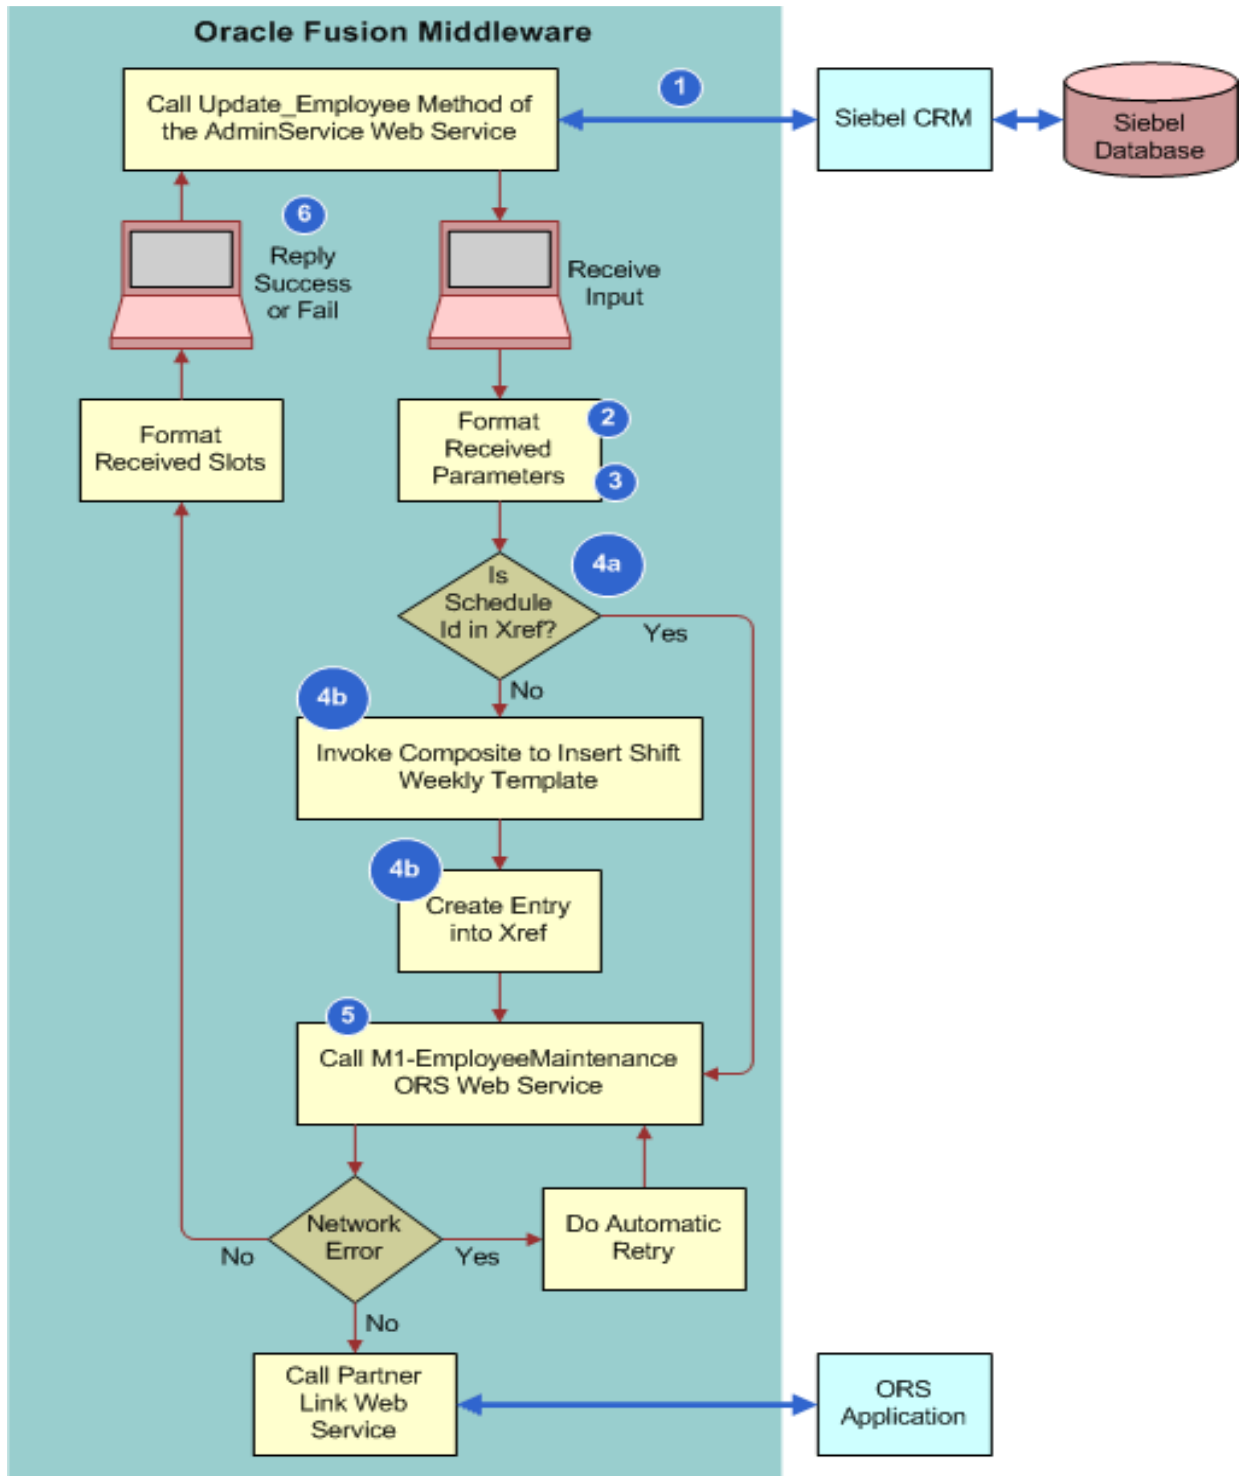 Oracle Fusion Middleware
Call Update_Employee Method of
the AdminService Web Service
1
Siebel CRM
Siebel
Database
6
Reply
Success
or Fail
Receive
Input
Format
Received Slots
Format
Received
Parameters
2
3
4a
Is
Schedule
Id in Xref?
Yes
No
4b
Invoke Composite to Insert Shift
Weekly Template
4b
Create Entry
into Xref
5
Call M1-EmployeeMaintenance
ORS Web Service
Network
Error
No
Yes
Do Automatic
Retry
No
Call Partner
Link Web
Service
ORS
Application